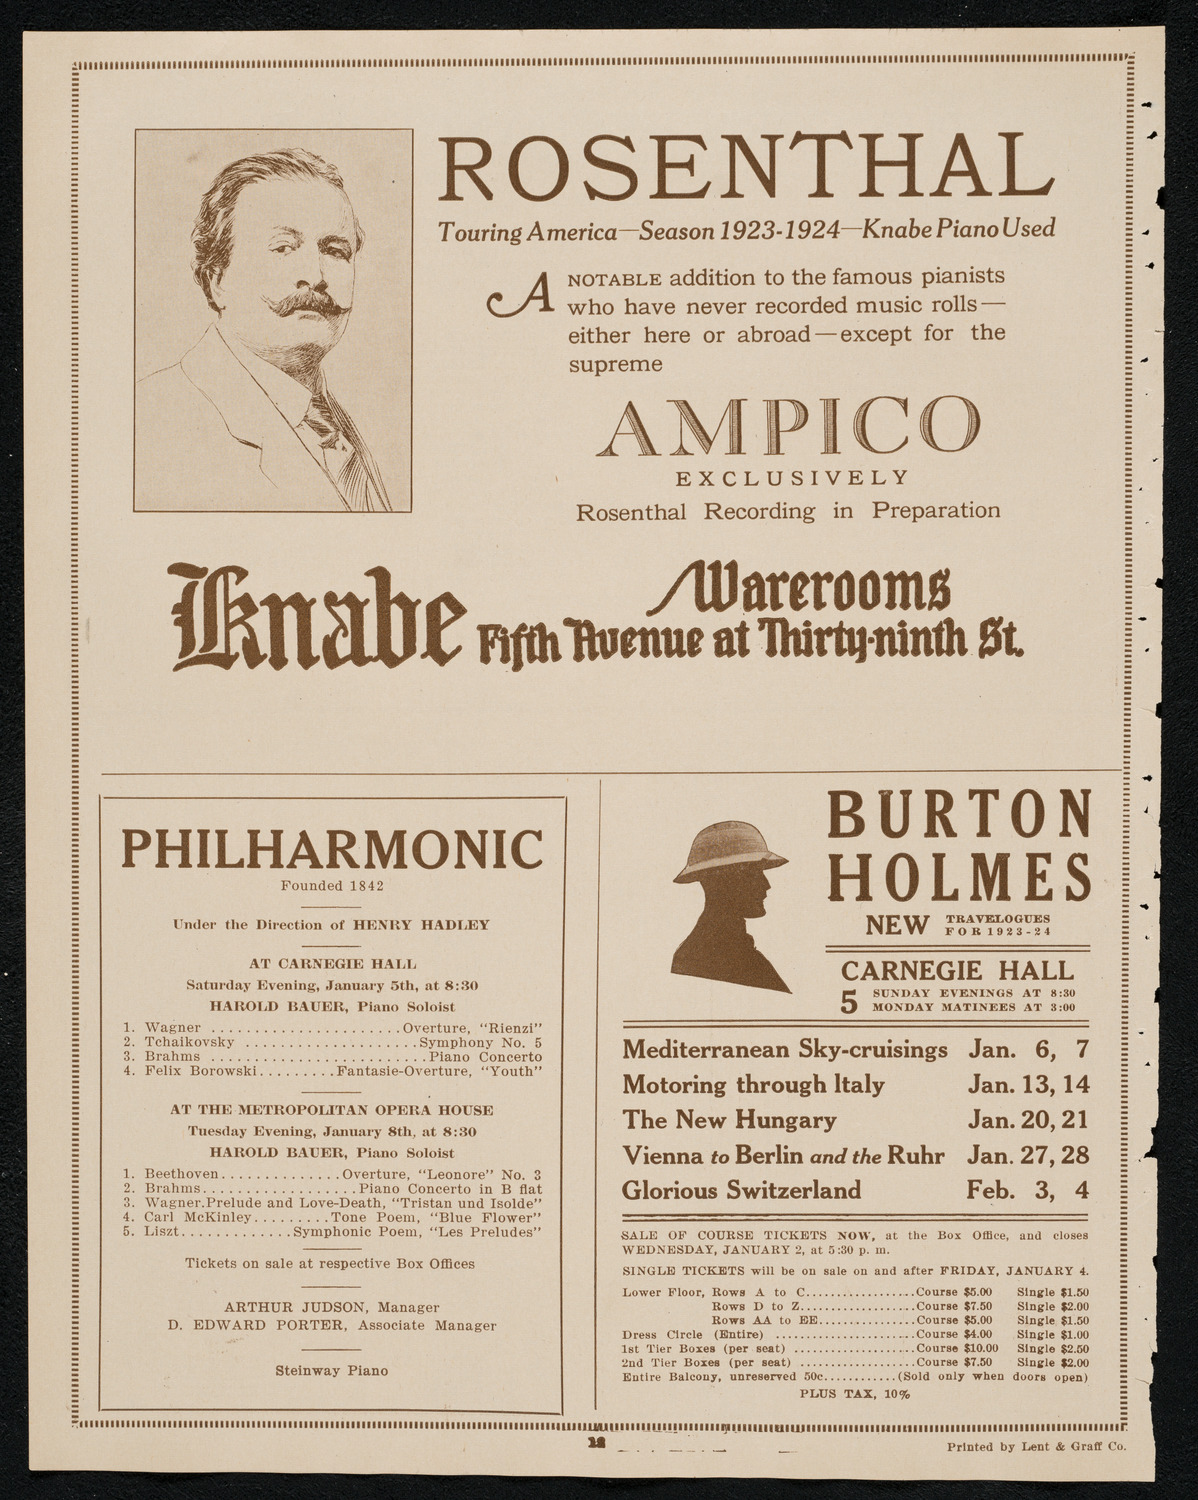 ROSENTHAL
Touring America—Season 1923-1924—Knabe Piano Used
A NOTABLE addition to the famous pianists
who have never recorded music rolls—
either here or abroad—except for the
supreme
AMPICO
EXCLUSIVELY
Rosenthal Recording in Preparation
Knabe Warerooms
Fifth Avenue at Thirty-ninth St.
PHILHARMONIC
Founded 1842
Under the Direction of HENRY HADLEY
AT CARNEGIE HALL
Saturday Evening, January 5th, at 8:30
HAROLD BAUER, Piano Soloist
1. Wagner ......................Overture, "Rienzi"
2. Tchaikovsky ....................Symphony No. 5
3. Brahms .........................Piano Concerto
4. Felix Borowski.........Fantasie-Overture, "Youth"
AT THE METROPOLITAN OPERA HOUSE
Tuesday Evening, January 8th, at 8:30
HAROLD BAUER, Piano Soloist
1. Beethoven..............Overture, "Leonore" No. 3
2. Brahms..................Piano Concerto in B flat
3. Wagner.Prelude and Love-Death, "Tristan und Isolde"
4. Carl McKinley.........Tone Poem, "Blue Flower"
5. Liszt.............Symphonic Poem, "Les Preludes"
Tickets on sale at respective Box Offices
ARTHUR JUDSON, Manager
D. EDWARD PORTER, Associate Manager
Steinway Piano
BURTON
HOLMES
NEW TRAVELOGUES
FOR 1923-24
CARNEGIE HALL
5 SUNDAY EVENINGS AT 8:30
MONDAY MATINEES AT 3:00
Mediterranean Sky-cruisings Jan. 6, 7
Motoring through Italy Jan. 13, 14
The New Hungary Jan. 20, 21
Vienna to Berlin and the Ruhr Jan. 27, 28
Glorious Switzerland Feb. 3, 4
SALE OF COURSE TICKETS NOW, at the Box Office, and closes
WEDNESDAY, JANUARY 2, at 5:30 p. m.
SINGLE TICKETS will be on sale on and after FRIDAY, JANUARY 4.
Lower Floor, Rows A to C..................Course $5.00 Single $1.50
Rows D to Z...................Course $7.50 Single $2.00
Rows AA to EE................Course $5.00 Single $1.50
Dress Circle (Entire) .......................Course $4.00 Single $1.00
1st Tier Boxes (per seat) ....................Course $10.00 Single $2.50
2nd Tier Boxes (per seat) ...................Course $7.50 Single $2.00
Entire Balcony, unreserved 50c............(Sold only when doors open)
PLUS TAX, 10%
Printed by Lent & Graff Co.